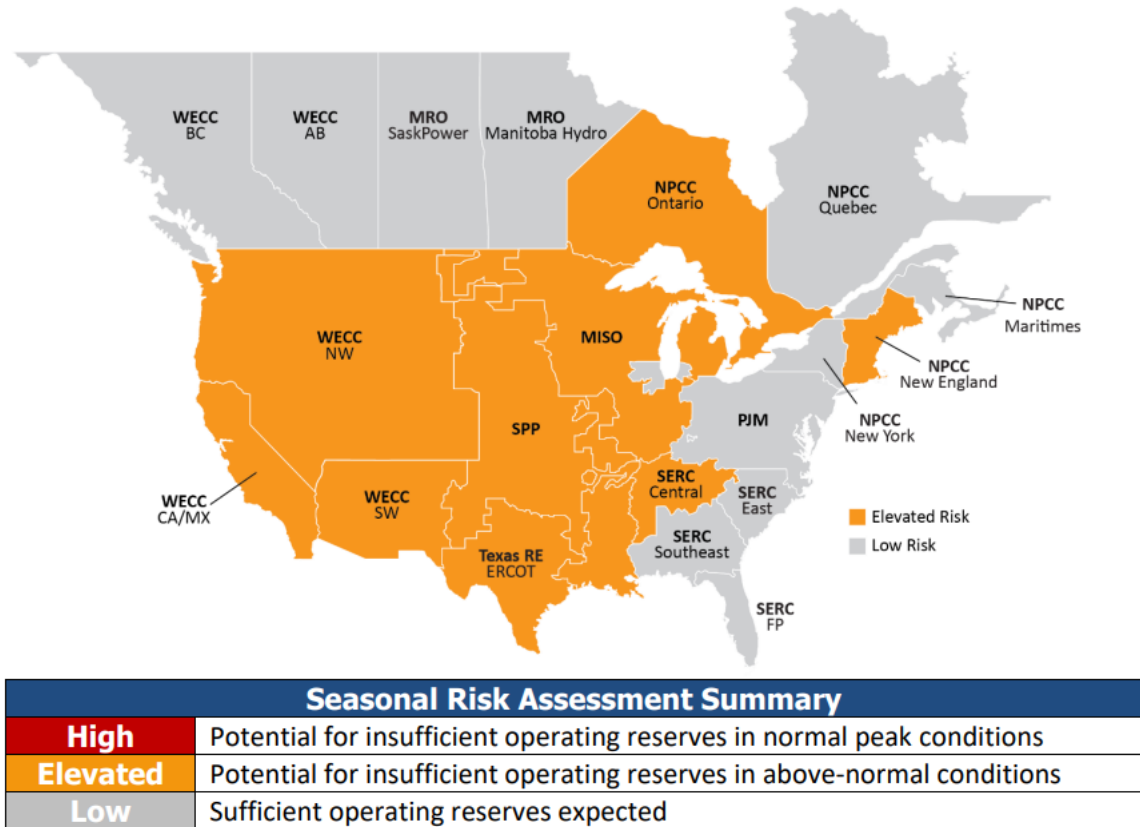 WECC
BC
WECC
AB
MRO
SaskPower
MRO
Manitoba Hydro
NPCC
Ontario
NPCC
Quebec
NPCC
Maritimes
WECC
NW
MISO
NPCC
New England
SPP
PJM
NPCC
New York
WECC
CA/MX
WECC
SW
SERC
Central
SERC
East
Elevated Risk
Low Risk
SERC
Southeast
Texas RE
ERCOT
SERC
FP
Seasonal Risk Assessment Summary
High Potential for insufficient operating reserves in normal peak conditions
Elevated Potential for insufficient operating reserves in above-normal conditions
Low Sufficient operating reserves expected